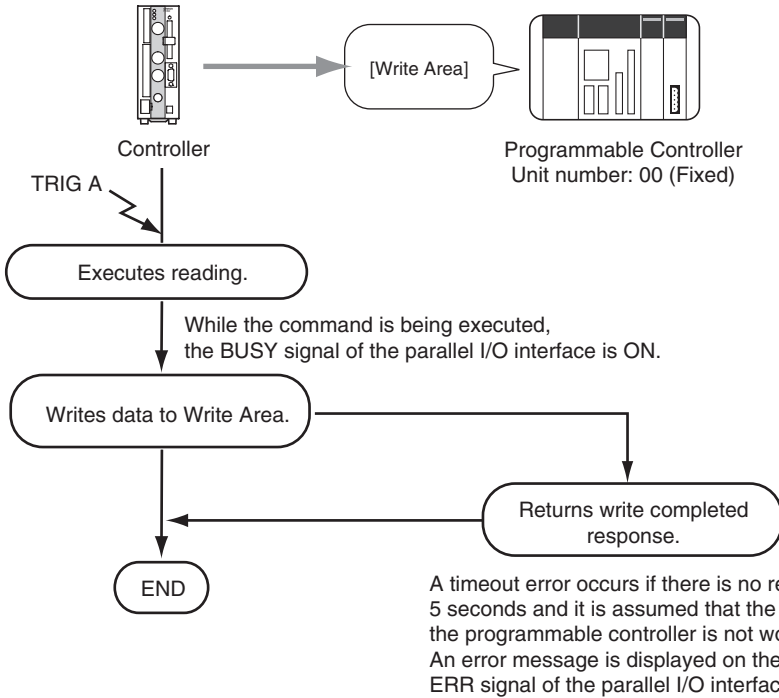 [Write Area]
Controller
Programmable Controller
Unit number: 00 (Fixed)
TRIG A
Executes reading.
While the command is being executed,
the BUSY signal of the parallel I/O interface is ON.
Writes data to Write Area.
Returns write completed
response.
END
A timeout error occurs if there is no
5 seconds and it is assumed that the
the programmable controller is not
An error message is displayed on the
ERR signal of the parallel I/O